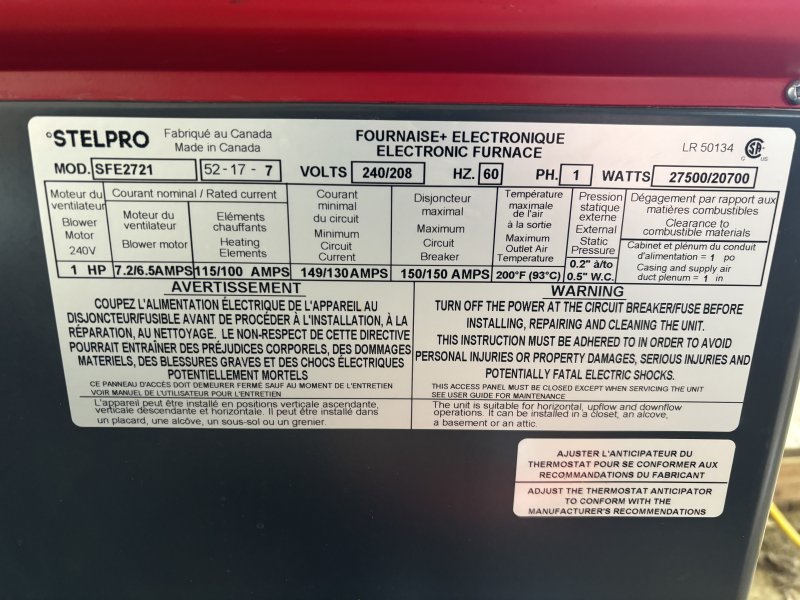 STELPRO
Fabriqué au Canada
Made in Canada
FOURNAISE+ ELECTRONIQUE
ELECTRONIC FURNACE
LR 50134
MOD. SFE2721 52-17 - 7 VOLTS 240/208 HZ. 60 PH. 1 WATTS 27500/20700
Moteur du
ventilateur
Blower
Motor
240V
Courant nominal / Rated current
Moteur du
ventilateur
Blower motor
Eléments
chauffants
Heating
Elements
Courant
minimal
du circuit
Minimum
Circuit
Current
Disjoncteur
maximal
Maximum
Circuit
Breaker
Température
maximale
de l'air
à la sortie
Maximum
Outlet Air
Temperature
Pression
statique
externe
External
Static
Pressure
Dégagement par rapport aux
matières combustibles
Clearance to
combustible materials
Cabinet et plénum du conduit
d'alimentation = 1 po
Casing and supply air
duct plenum = 1 in
1 HP 7.2/6.5AMPS 115/100 AMPS 149/130AMPS 150/150 AMPS 200°F (93°C) 0.2" à/to
0.5" W.C.
AVERTISSEMENT
COUPEZ L'ALIMENTATION ÉLECTRIQUE DE L'APPAREIL AU
DISJONCTEUR/FUSIBLE AVANT DE PROCÉDER À L'INSTALLATION, À LA
RÉPARATION, AU NETTOYAGE. LE NON-RESPECT DE CETTE DIRECTIVE
POURRAIT ENTRAÎNER DES PRÉJUDICES CORPORELS, DES DOMMAGES
MATERIELS, DES BLESSURES GRAVES ET DES CHOCS ÉLECTRIQUES
POTENTIELLEMENT MORTELS
CE PANNEAU D'ACCÈS DOIT DEMEURER FERMÉ SAUF AU MOMENT DE L'ENTRETIEN
VOIR MANUEL DE L'UTILISATEUR POUR L'ENTRETIEN
WARNING
TURN OFF THE POWER AT THE CIRCUIT BREAKER/FUSE BEFORE
INSTALLING, REPAIRING AND CLEANING THE UNIT.
THIS INSTRUCTION MUST BE ADHERED TO IN ORDER TO AVOID
PERSONAL INJURIES OR PROPERTY DAMAGES, SERIOUS INJURIES AND
POTENTIALLY FATAL ELECTRIC SHOCKS.
THIS ACCESS PANEL MUST BE CLOSED EXCEPT WHEN SERVICING THE UNIT
SEE USER GUIDE FOR MAINTENANCE
L'appareil peut être installé en positions verticale ascendante,
verticale descendante et horizontale. Il peut être installé dans
un placard, une alcôve, un sous-sol ou un grenier.
The unit is suitable for horizontal, upflow and downflow
operations. It can be installed in a closet, an alcove,
a basement or an attic.
AJUSTER L'ANTICIPATEUR DU
THERMOSTAT POUR SE CONFORMER AUX
RECOMMANDATIONS DU FABRICANT
ADJUST THE THERMOSTAT ANTICIPATOR
TO CONFORM WITH THE
MANUFACTURER'S RECOMMENDATIONS